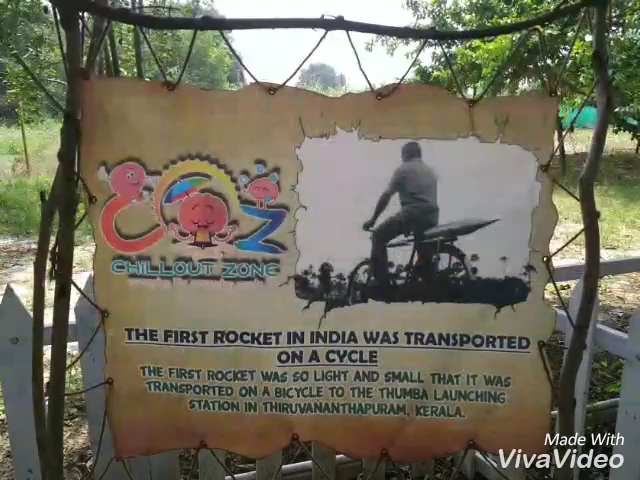 COZ
CHILLOUT ZONE
THE FIRST ROCKET IN INDIA WAS TRANSPORTED
ON A CYCLE
THE FIRST ROCKET WAS SO LIGHT AND SMALL THAT IT WAS
TRANSPORTED ON A BICYCLE TO THE THUMBA LAUNCHING
STATION IN THIRUVANANTHAPURAM, KERALA.
Made With
VivaVideo